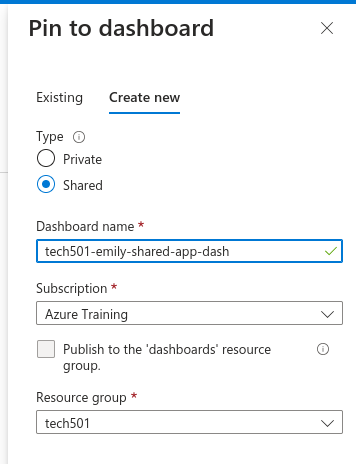 Pin to dashboard
Existing Create new
Type
Private
Shared
Dashboard name *
tech501-emily-shared-app-dash
Subscription *
Azure Training
Publish to the 'dashboards' resource
group.
Resource group *
tech501